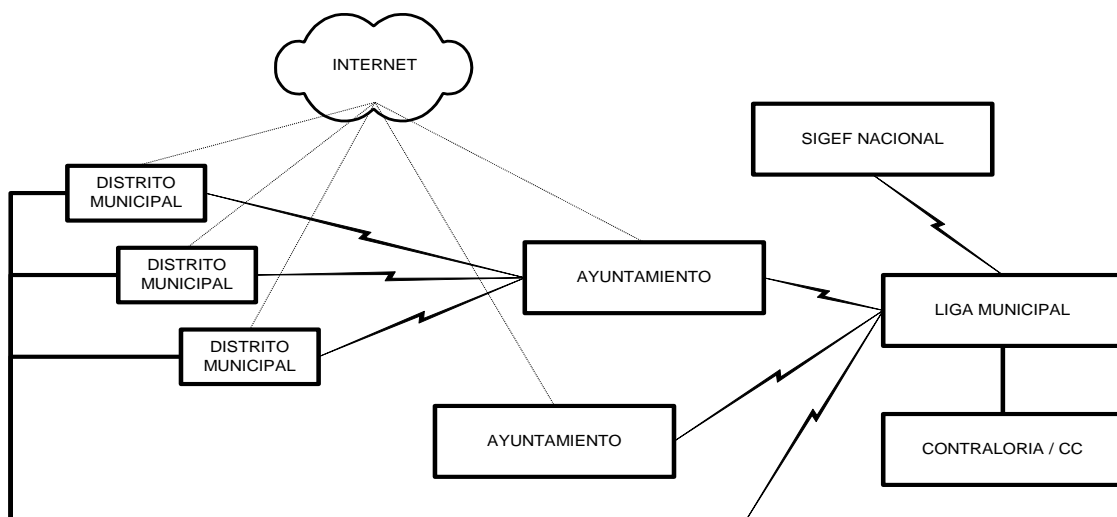 INTERNET
SIGEF NACIONAL
DISTRITO
MUNICIPAL
DISTRITO
MUNICIPAL
AYUNTAMIENTO
LIGA MUNICIPAL
DISTRITO
MUNICIPAL
AYUNTAMIENTO
CONTRALORIA / CC